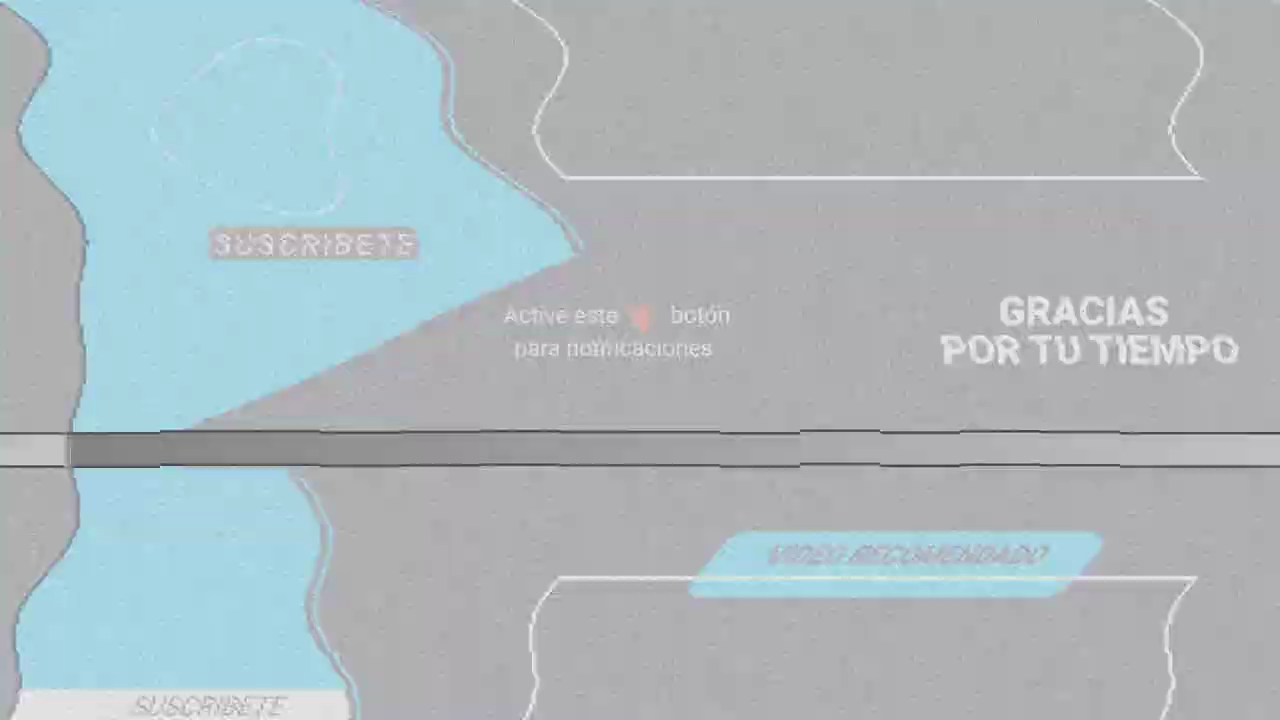 SUSCRIBETE
Active este botón
para notificaciones
GRACIAS
POR TU TIEMPO
VIDEO RECOMENDADO
SUSCRIBETE